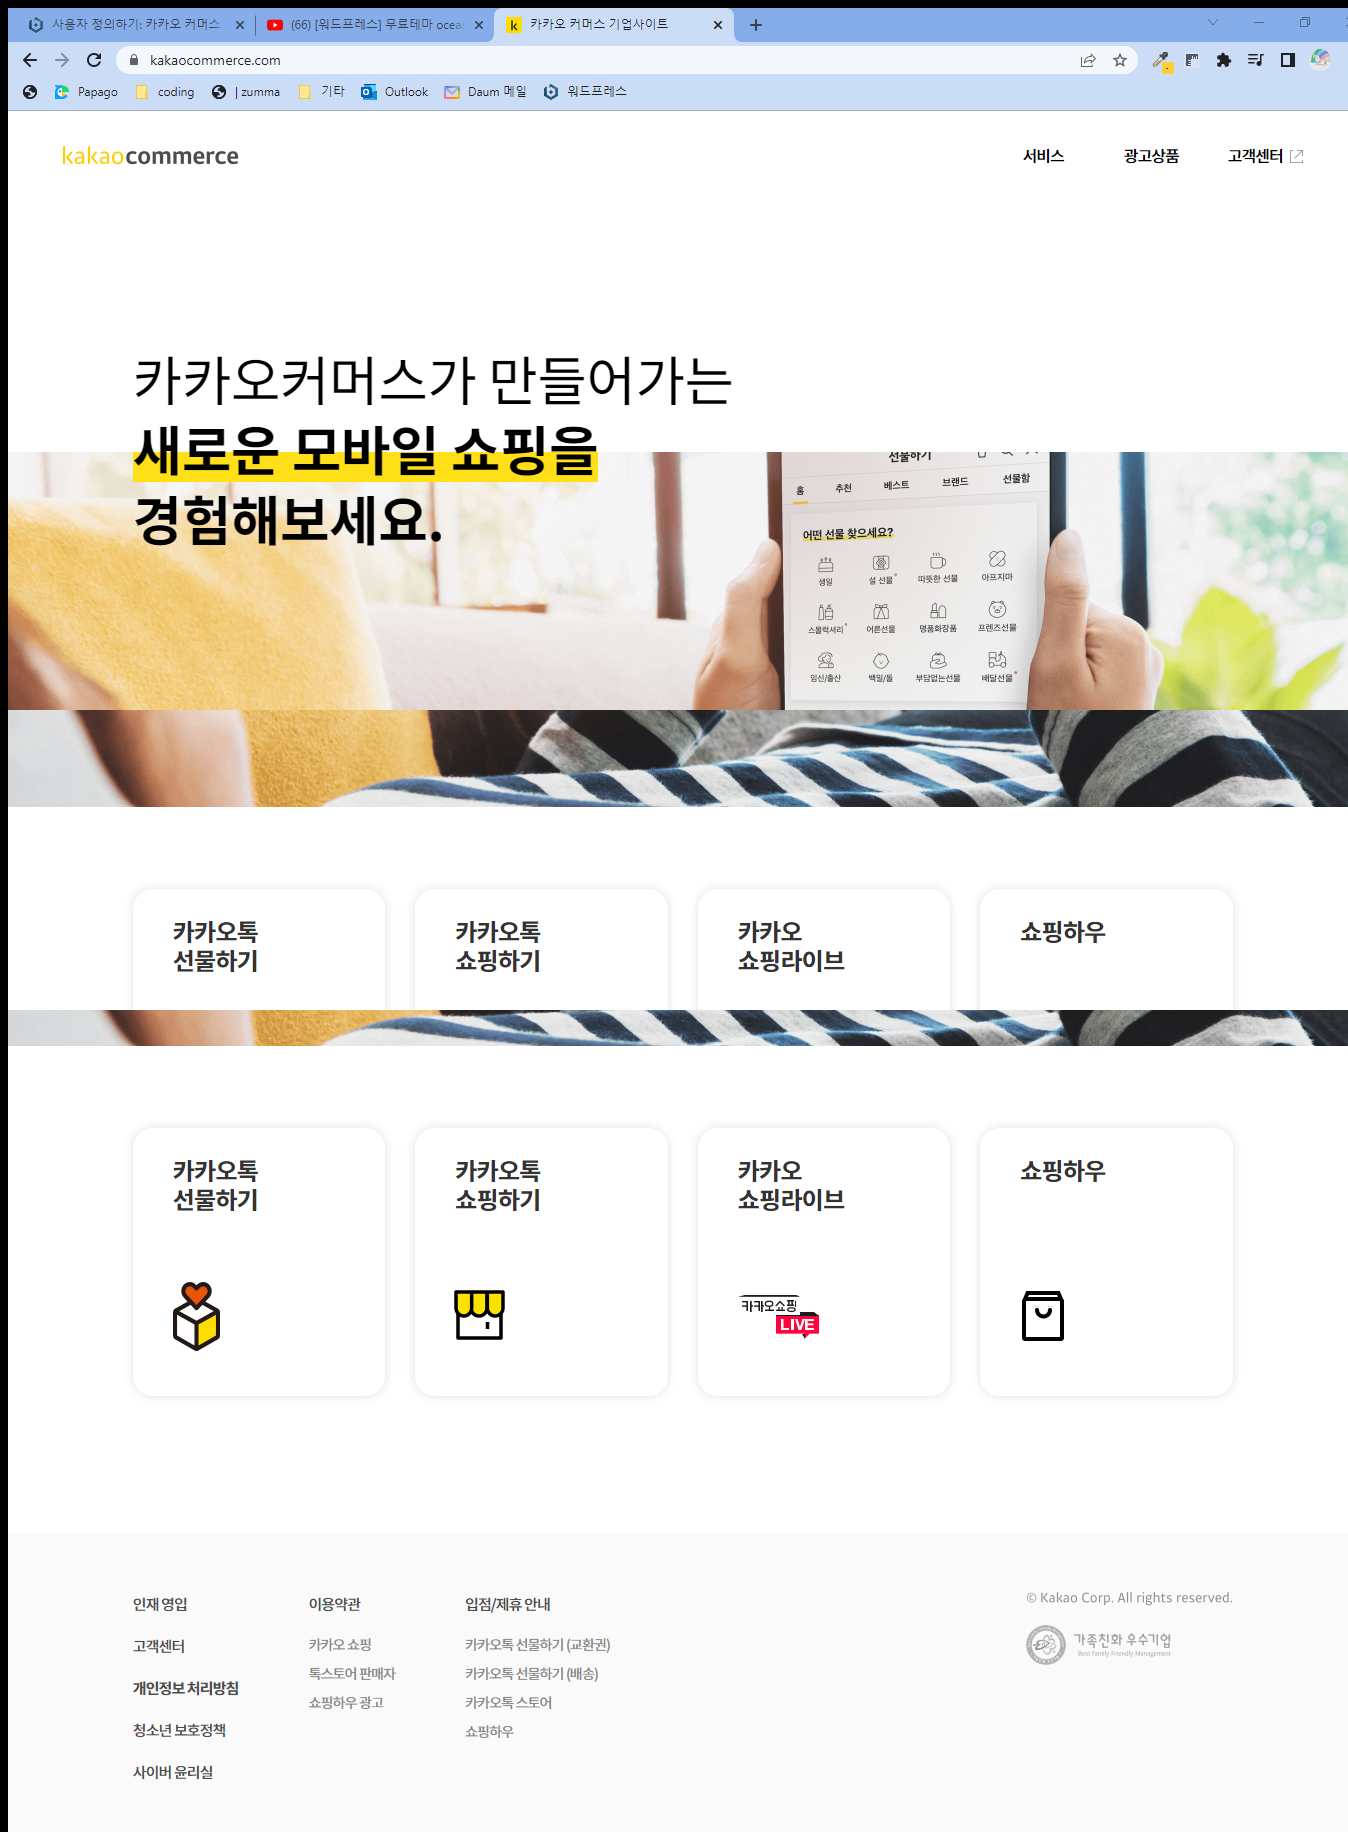 사용자 정의하기: 카카오 커머스
(66) [워드프레스] 무료테마 ocean
카카오 커머스 기업사이트
kakaocommerce.com
Papago
coding
| zumma
기타
Outlook
Daum 메일
워드프레스
kakaocommerce
서비스
광고상품
고객센터
카카오커머스가 만들어가는
새로운 모바일 쇼핑을
경험해보세요.
선물하기
홈 추천 베스트 브랜드 선물함
어떤 선물 찾으세요?
생일 설 선물 따뜻한 선물 아프지마
스몰럭셔리 어른선물 명품화장품 프렌즈선물
임신/출산 백일/돌 부담없는선물 배달선물
카카오톡
선물하기
카카오톡
쇼핑하기
카카오
쇼핑라이브
쇼핑하우
카카오톡
선물하기
카카오톡
쇼핑하기
카카오
쇼핑라이브
카카오쇼핑
LIVE
쇼핑하우
인재 영입
고객센터
개인정보 처리방침
청소년 보호정책
사이버 윤리실
이용약관
카카오 쇼핑
톡스토어 판매자
쇼핑하우 광고
입점/제휴 안내
카카오톡 선물하기 (교환권)
카카오톡 선물하기 (배송)
카카오톡 스토어
쇼핑하우
© Kakao Corp. All rights reserved.
가족친화 우수기업
Best Family Friendly Management